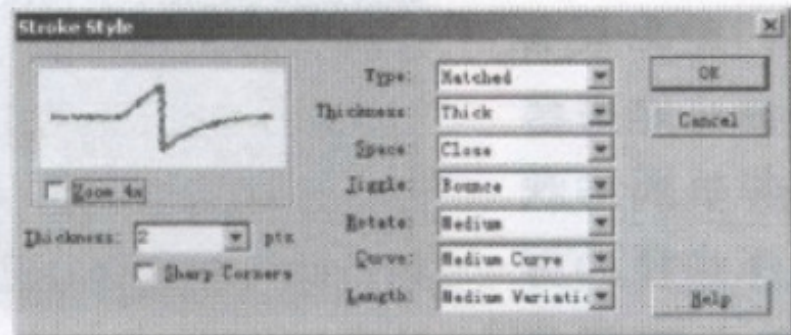 Stroke Style
Type: Hatched
Thickness: Thick
Space: Close
Jiggle: Bounce
Rotate: Medium
Curve: Medium Curve
Length: Medium Variatic
OK
Cancel
Help
Zoom 4x
Thickness: 2 pts
Sharp Corners